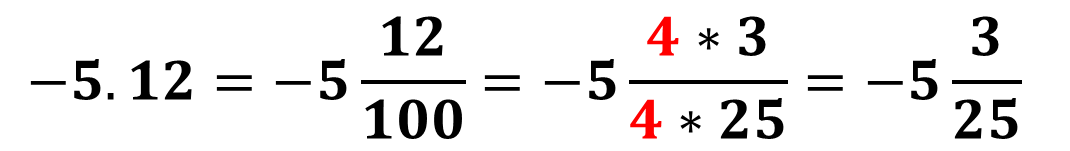 −5.12 = −5 12/100 = −5 4 * 3/4 * 25 = −5 3/25